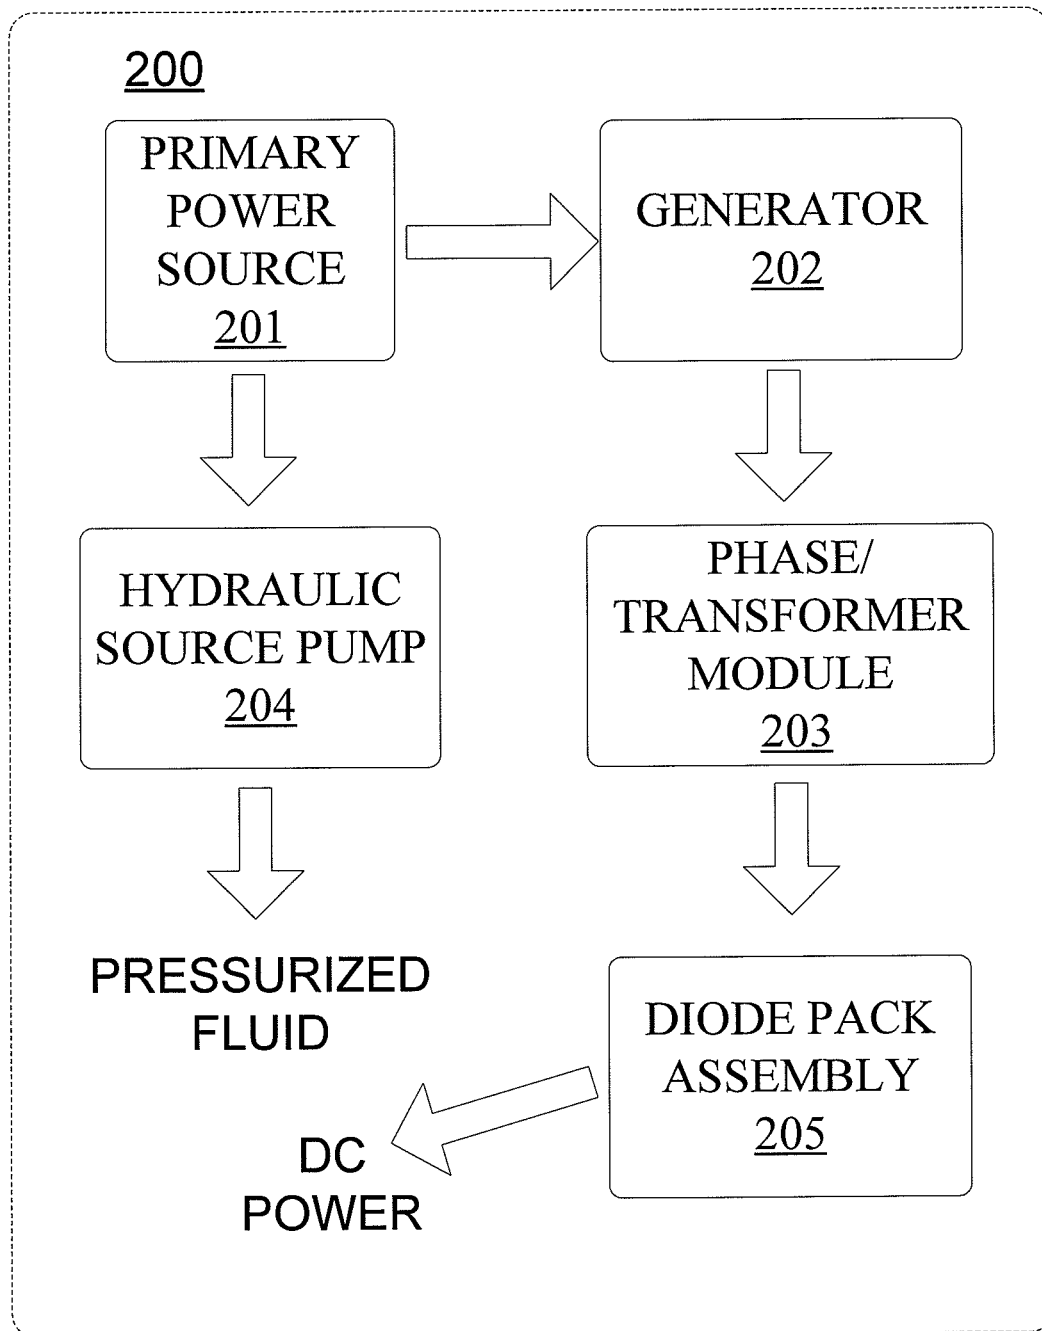 200
PRIMARY
POWER
SOURCE
201
GENERATOR
202
HYDRAULIC
SOURCE PUMP
204
PHASE/
TRANSFORMER
MODULE
203
PRESSURIZED
FLUID
DIODE PACK
ASSEMBLY
205
DC
POWER